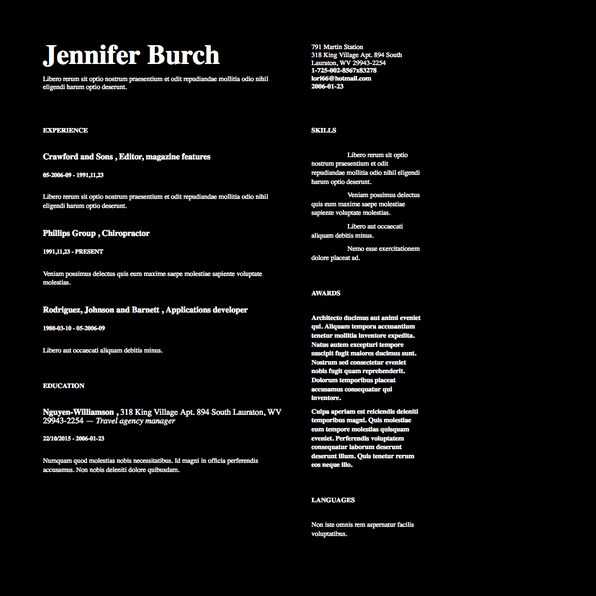 Jennifer Burch
Libero rerum sit optio nostrum praesentium et odit repudiandae mollitia odio nihil
eligendi harum optio deserunt.
EXPERIENCE
Crawford and Sons , Editor, magazine features
05-2006-09 - 1991,11,23
Libero rerum sit optio nostrum praesentium et odit repudiandae mollitia odio nihil
eligendi harum optio deserunt.
Phillips Group , Chiropractor
1991,11,23 - PRESENT
Veniam possimus delectus quis eum maxime saepe molestiae sapiente voluptate
molestias.
Rodriguez, Johnson and Barnett , Applications developer
1980-03-10 - 05-2006-09
Libero aut occaecati aliquam debitis minus.
EDUCATION
Nguyen-Williamson , 318 King Village Apt. 894 South Lauraton, WV
29943-2254 — Travel agency manager
22/10/2015 - 2006-01-23
Numquam quod molestias nobis necessitatibus. Id magni in officia perferendis
accusamus. Non nobis deleniti dolore quibusdam.
791 Martin Station
318 King Village Apt. 894 South
Lauraton, WV 29943-2254
1-725-002-8567x83278
lori66@hotmail.com
2006-01-23
SKILLS
Libero rerum sit optio
nostrum praesentium et odit
repudiandae mollitia odio nihil eligendi
harum optio deserunt.
Veniam possimus delectus
quis eum maxime saepe molestiae
sapiente voluptate molestias.
Libero aut occaecati
aliquam debitis minus.
Nemo esse exercitationem
dolore placeat ad.
AWARDS
Architecto ducimus aut animi eveniet
qui. Aliquam tempora accusantium
tenetur mollitia inventore expedita.
Natus autem excepturi tempore
suscipit fugit maiores ducimus sunt.
Nostrum sed consectetur eveniet
nobis fugit quam reprehenderit.
Dolorum temporibus placeat
accusamus consequatur qui
inventore.
Culpa aperiam est reiciendis deleniti
temporibus magni. Quis molestiae
eum tempore molestias quisquam
eveniet. Perferendis voluptatem
consequatur laborum deserunt
deserunt illum. Quis tenetur rerum
eos neque illo.
LANGUAGES
Non iste omnis rem aspernatur facilis
voluptatibus.